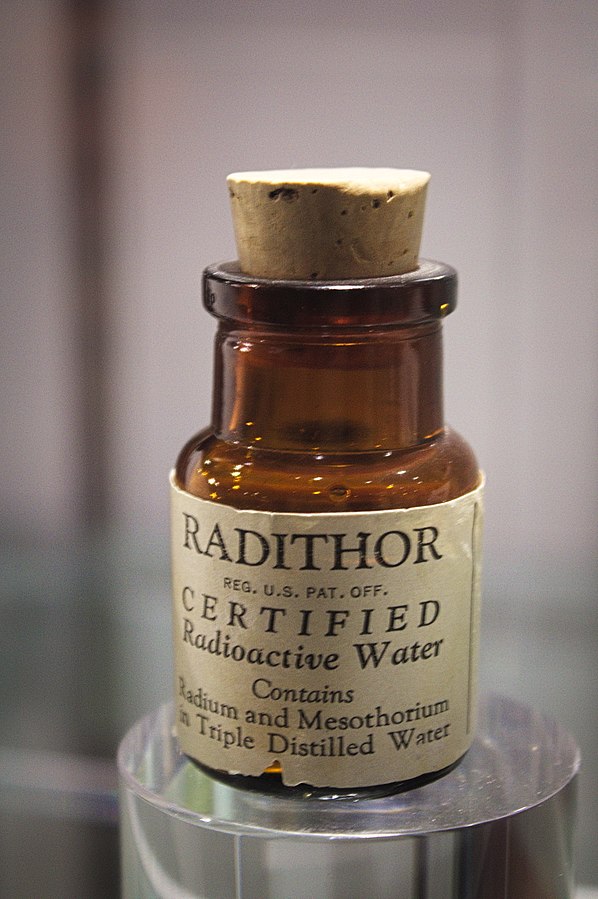 RADITHOR
REG. U.S. PAT. OFF.
CERTIFIED
Radioactive Water
Contains
Radium and Mesothorium
in Triple Distilled Water